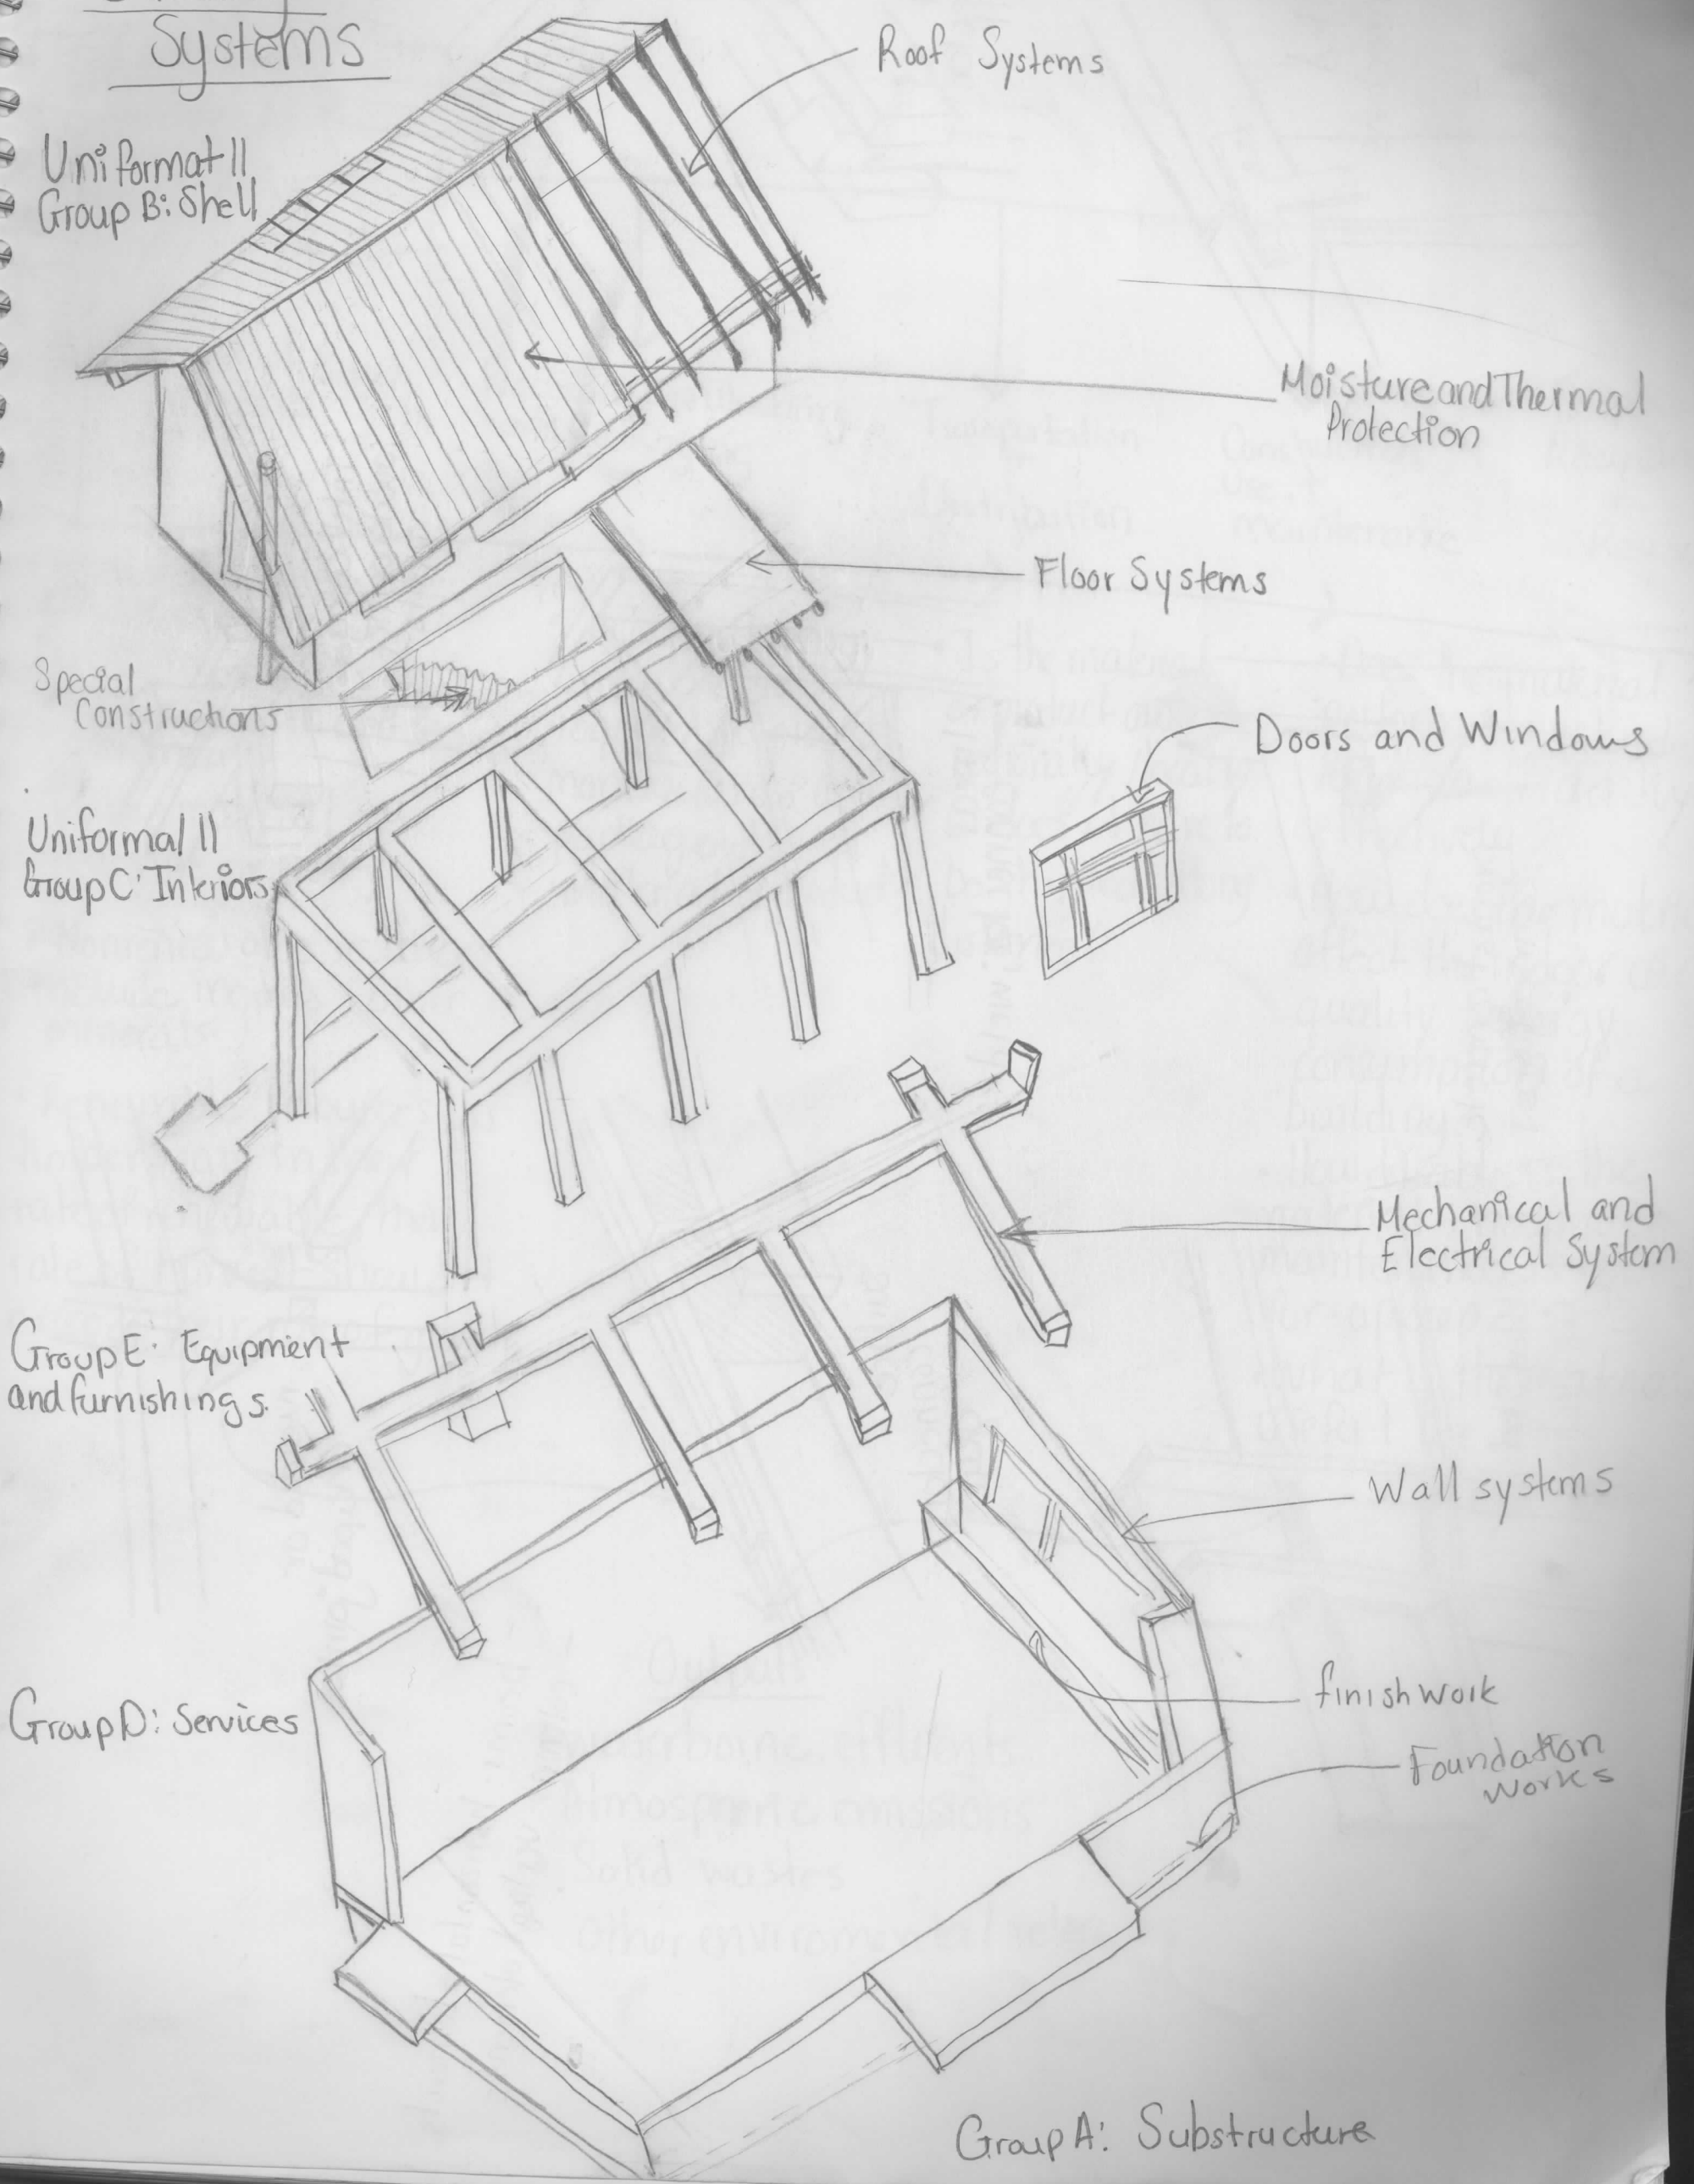 Systems
Roof Systems
Uniformat II
Group B: Shell
Moisture and Thermal
Protection
Floor Systems
Special
Constructions
Doors and Windows
Uniformal II
Group C: Interiors
Mechanical and
Electrical System
Group E: Equipment
and furnishings.
Wall systems
finish work
Group D: Services
Foundation
works
Group A: Substructure